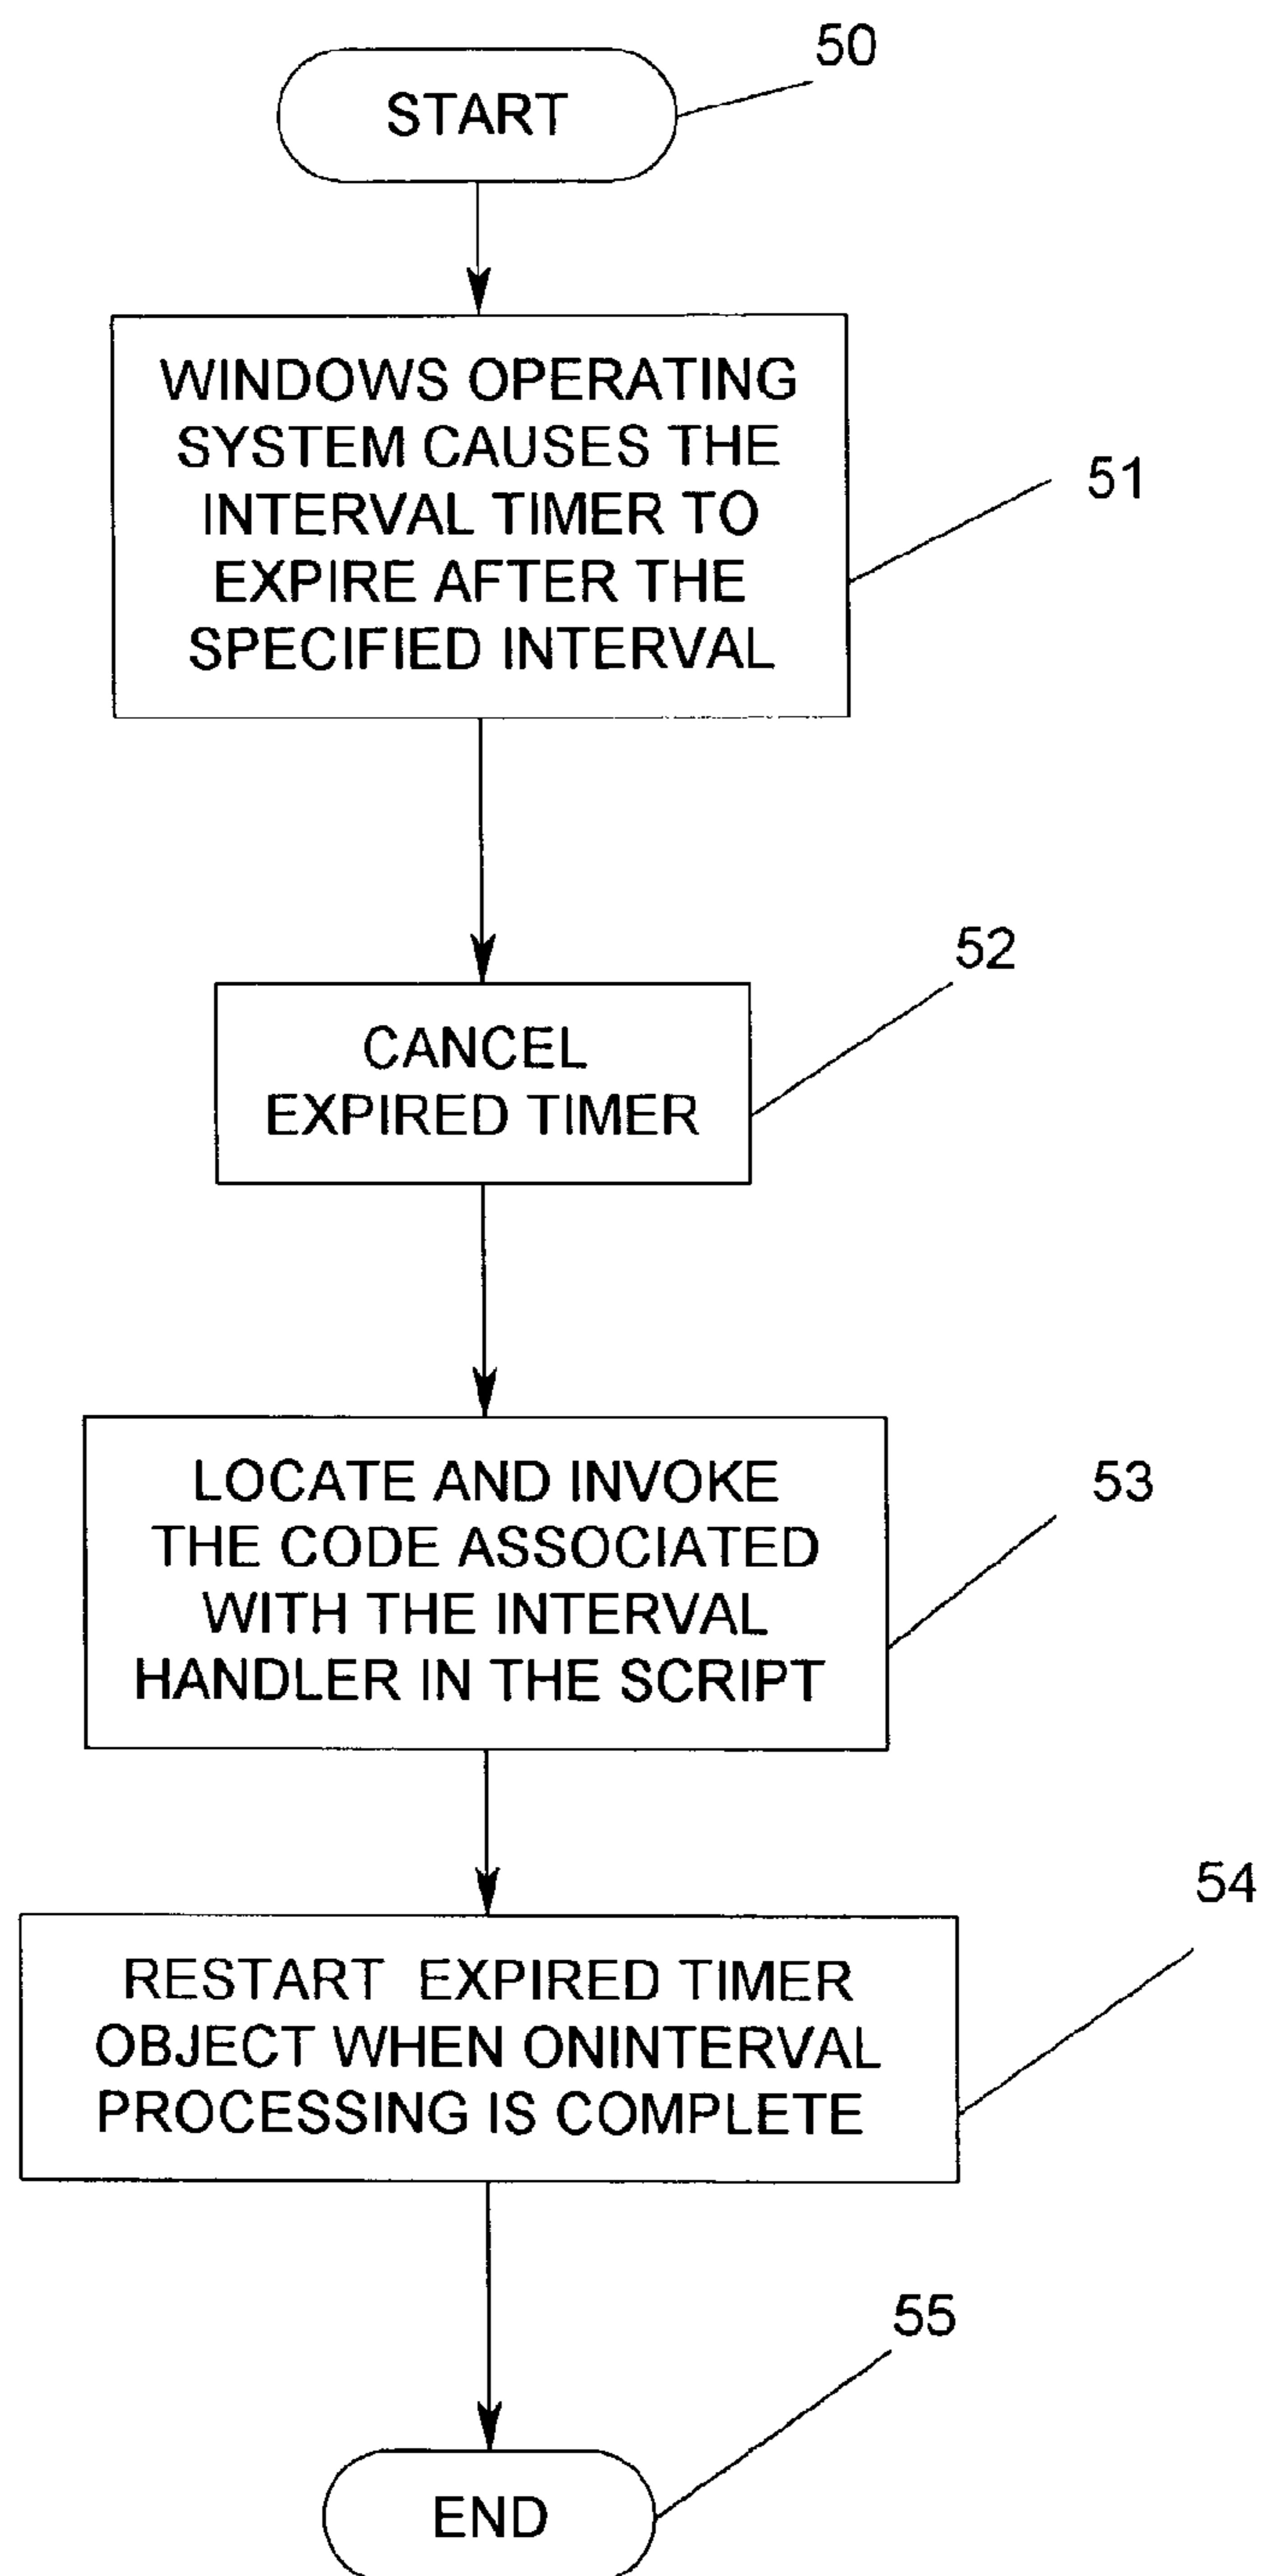 50
START
WINDOWS OPERATING
SYSTEM CAUSES THE
INTERVAL TIMER TO
EXPIRE AFTER THE
SPECIFIED INTERVAL
51
52
CANCEL
EXPIRED TIMER
LOCATE AND INVOKE
THE CODE ASSOCIATED
WITH THE INTERVAL
HANDLER IN THE SCRIPT
53
54
RESTART EXPIRED TIMER
OBJECT WHEN ONINTERVAL
PROCESSING IS COMPLETE
55
END